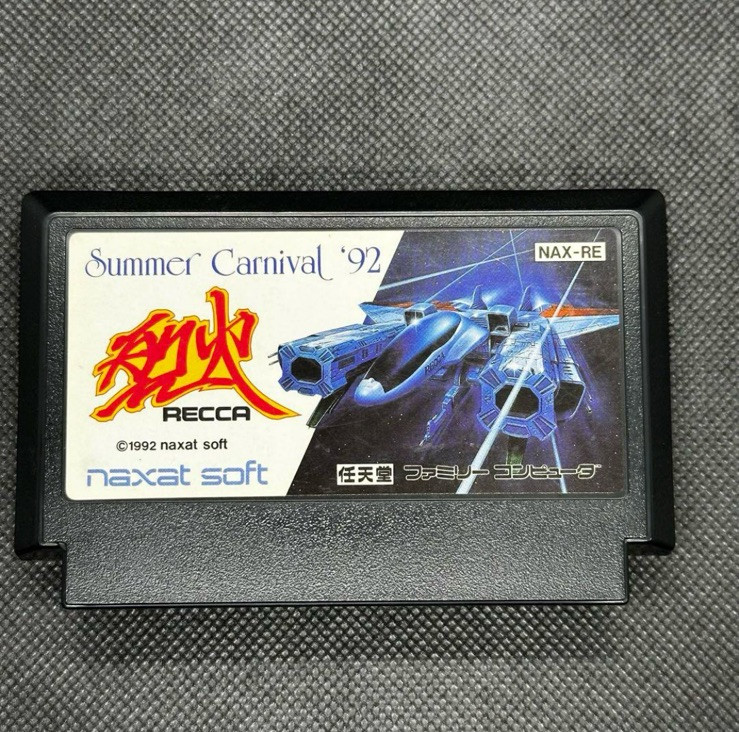 Summer Carnival '92
NAX-RE
烈火
RECCA
RECCA
©1992 naxat soft
naxat soft
任天堂 ファミリーコンピュータ